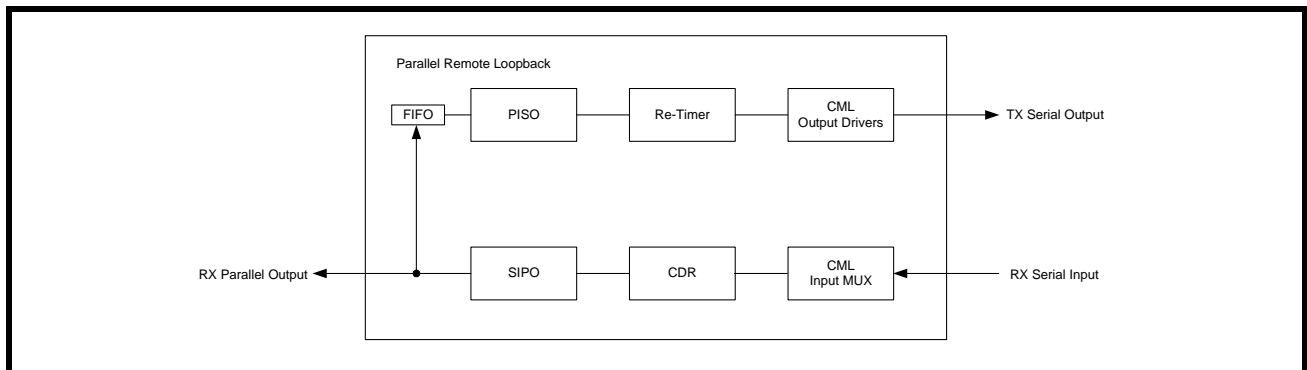 Parallel Remote Loopback
FIFO
PISO
Re-Timer
CML
Output Drivers
TX Serial Output
RX Parallel Output
SIPO
CDR
CML
Input MUX
RX Serial Input